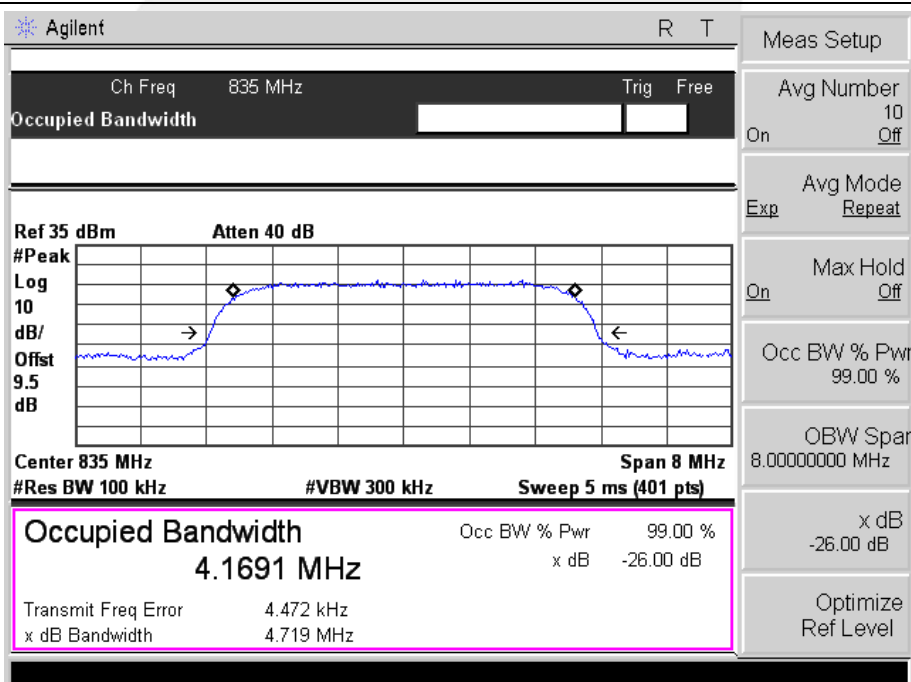 Agilent R T
Ch Freq 835 MHz Trig Free
Occupied Bandwidth
Ref 35 dBm Atten 40 dB
#Peak
Log
10
dB/
Offst
9.5
dB
Center 835 MHz Span 8 MHz
#Res BW 100 kHz #VBW 300 kHz Sweep 5 ms (401 pts)
Occupied Bandwidth Occ BW % Pwr 99.00 %
4.1691 MHz x dB -26.00 dB
Transmit Freq Error 4.472 kHz
x dB Bandwidth 4.719 MHz
Meas Setup
Avg Number
10
On Off
Avg Mode
Exp Repeat
Max Hold
On Off
Occ BW % Pwr
99.00 %
OBW Span
8.00000000 MHz
x dB
-26.00 dB
Optimize
Ref Level